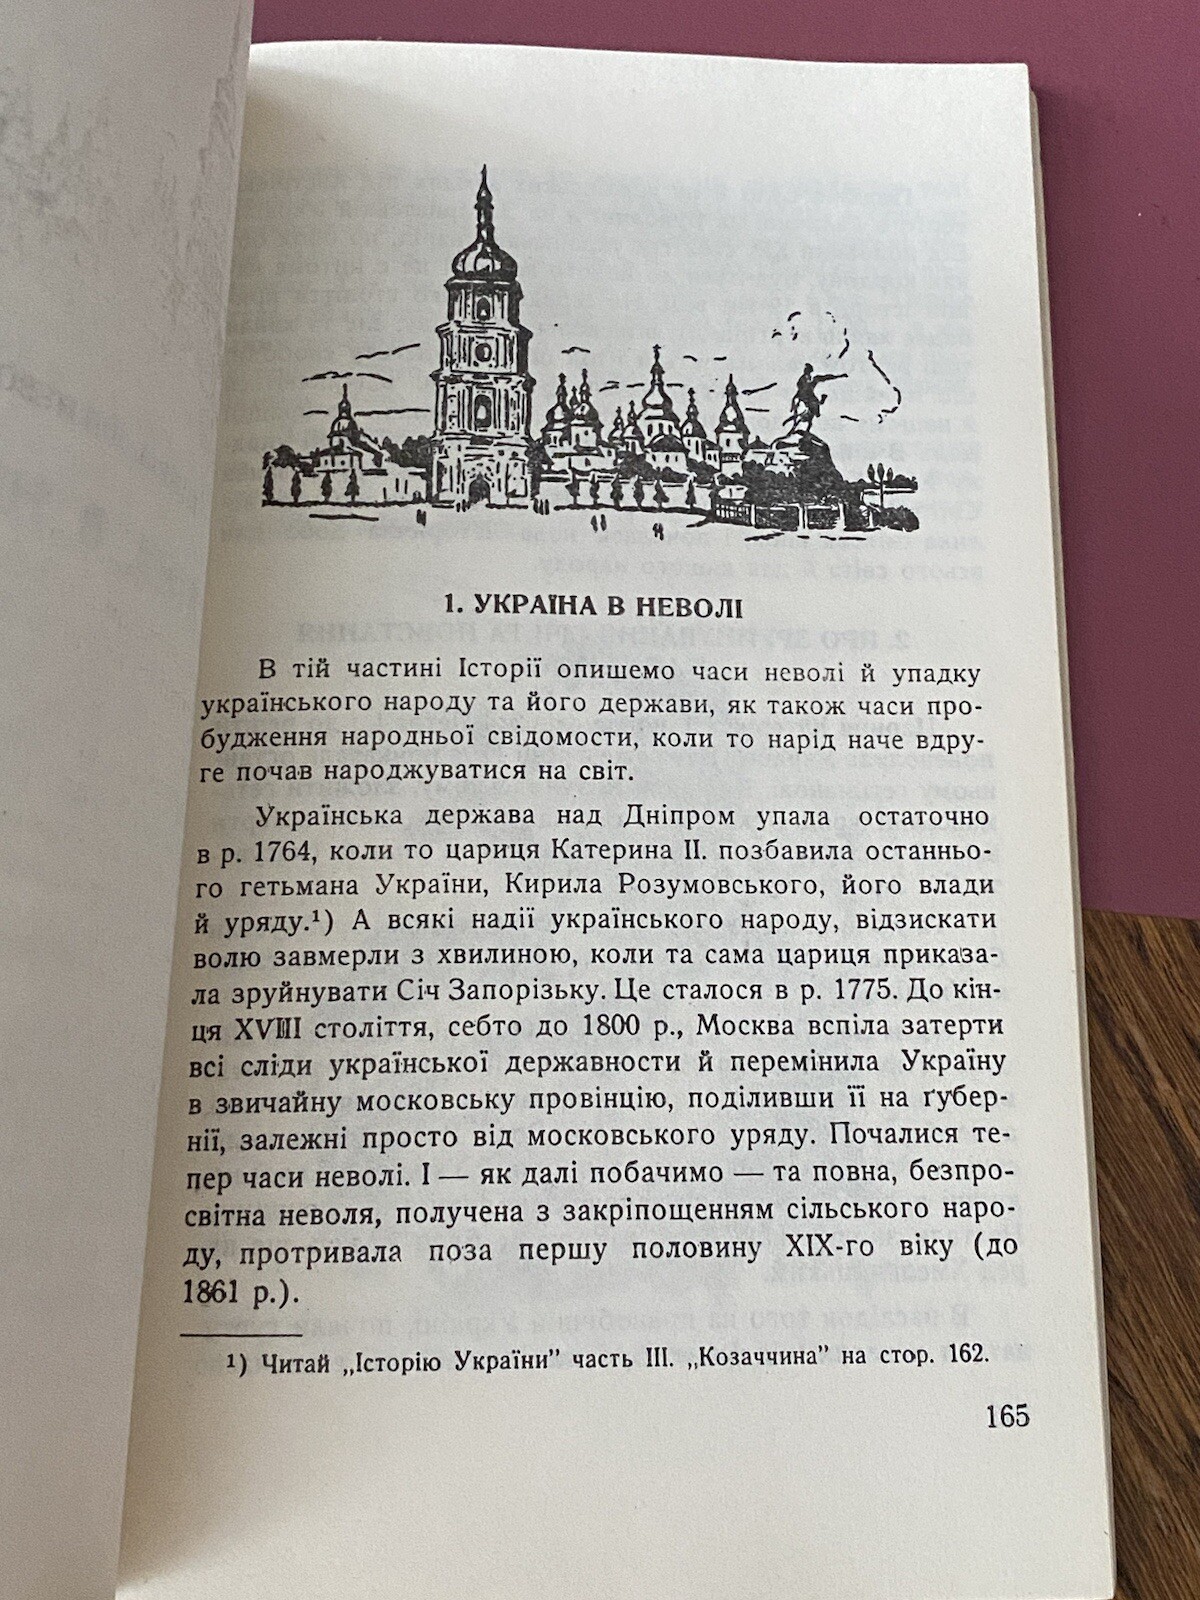 1. УКРАЇНА В НЕВОЛІ
В тій частині Історії опишемо часи неволі й упадку
українського народу та його держави, як також часи про-
будження народньої свідомости, коли то нарід наче вдру-
ге почав народжуватися на світ.
Українська держава над Дніпром упала остаточно
в р. 1764, коли то цариця Катерина II. позбавила останньо-
го гетьмана України, Кирила Розумовського, його влади
й уряду.¹) А всякі надії українського народу, відзискати
волю завмерли з хвилиною, коли та сама цариця приказа-
ла зруйнувати Січ Запорізьку. Це сталося в р. 1775. До кін-
ця XVIII століття, себто до 1800 р., Москва вспіла затерти
всі сліди української державности й перемінила Україну
в звичайну московську провінцію, поділивши її на ґубер-
нії, залежні просто від московського уряду. Почалися те-
пер часи неволі. І — як далі побачимо — та повна, безпро-
світна неволя, получена з закріпощенням сільського наро-
ду, протривала поза першу половину XIX-го віку (до
1861 р.).
¹) Читай „Історію України” часть III. „Козаччина” на стор. 162.
165